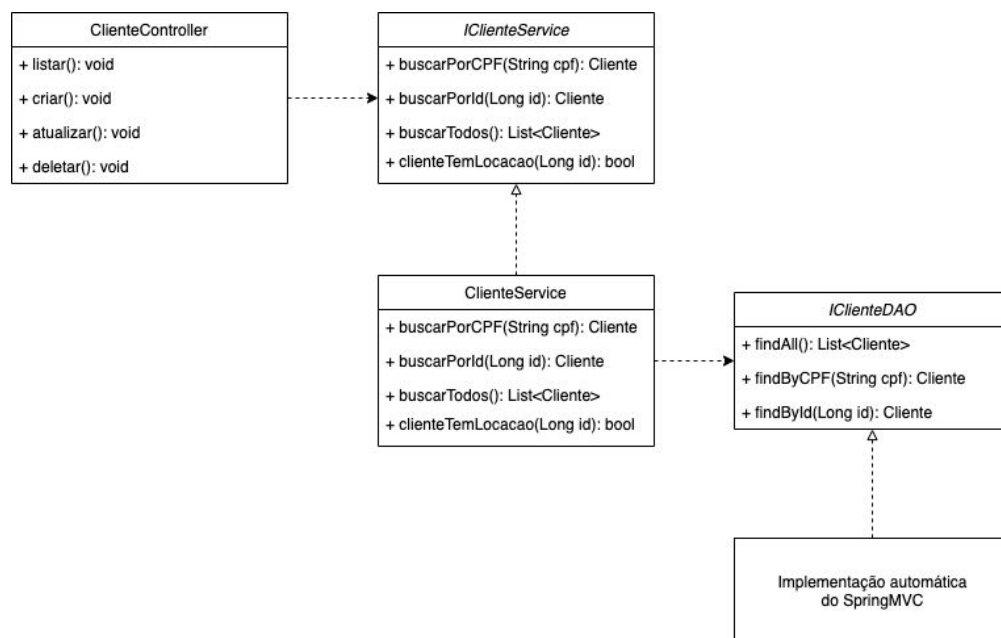 ClienteController
+ listar(): void
+ criar(): void
+ atualizar(): void
+ deletar(): void
IClienteService
+ buscarPorCPF(String cpf): Cliente
+ buscarPorId(Long id): Cliente
+ buscarTodos(): List<Cliente>
+ clienteTemLocacao(Long id): bool
ClienteService
+ buscarPorCPF(String cpf): Cliente
+ buscarPorId(Long id): Cliente
+ buscarTodos(): List<Cliente>
+ clienteTemLocacao(Long id): bool
IClienteDAO
+ findAll(): List<Cliente>
+ findByCPF(String cpf): Cliente
+ findById(Long id): Cliente
Implementação automática
do SpringMVC